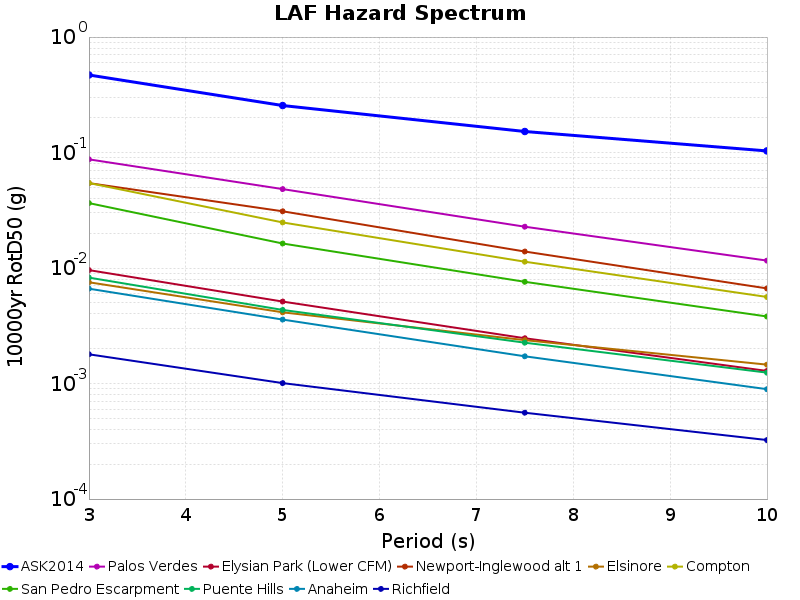 LAF Hazard Spectrum
10000yr RotD50 (g)
10^0
10^-1
10^-2
10^-3
10^-4
3 4 5 6 7 8 9 10
Period (s)
ASK2014 Palos Verdes Elysian Park (Lower CFM) Newport-Inglewood alt 1 Elsinore Compton
San Pedro Escarpment Puente Hills Anaheim Richfield